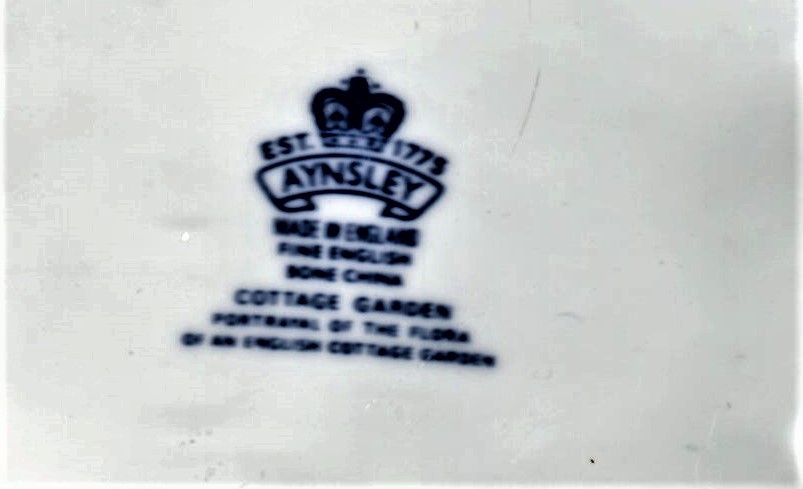 EST. 1775
AYNSLEY
MADE IN ENGLAND
FINE ENGLISH
BONE CHINA
COTTAGE GARDEN
PORTRAYAL OF THE FLORA
OF AN ENGLISH COTTAGE GARDEN